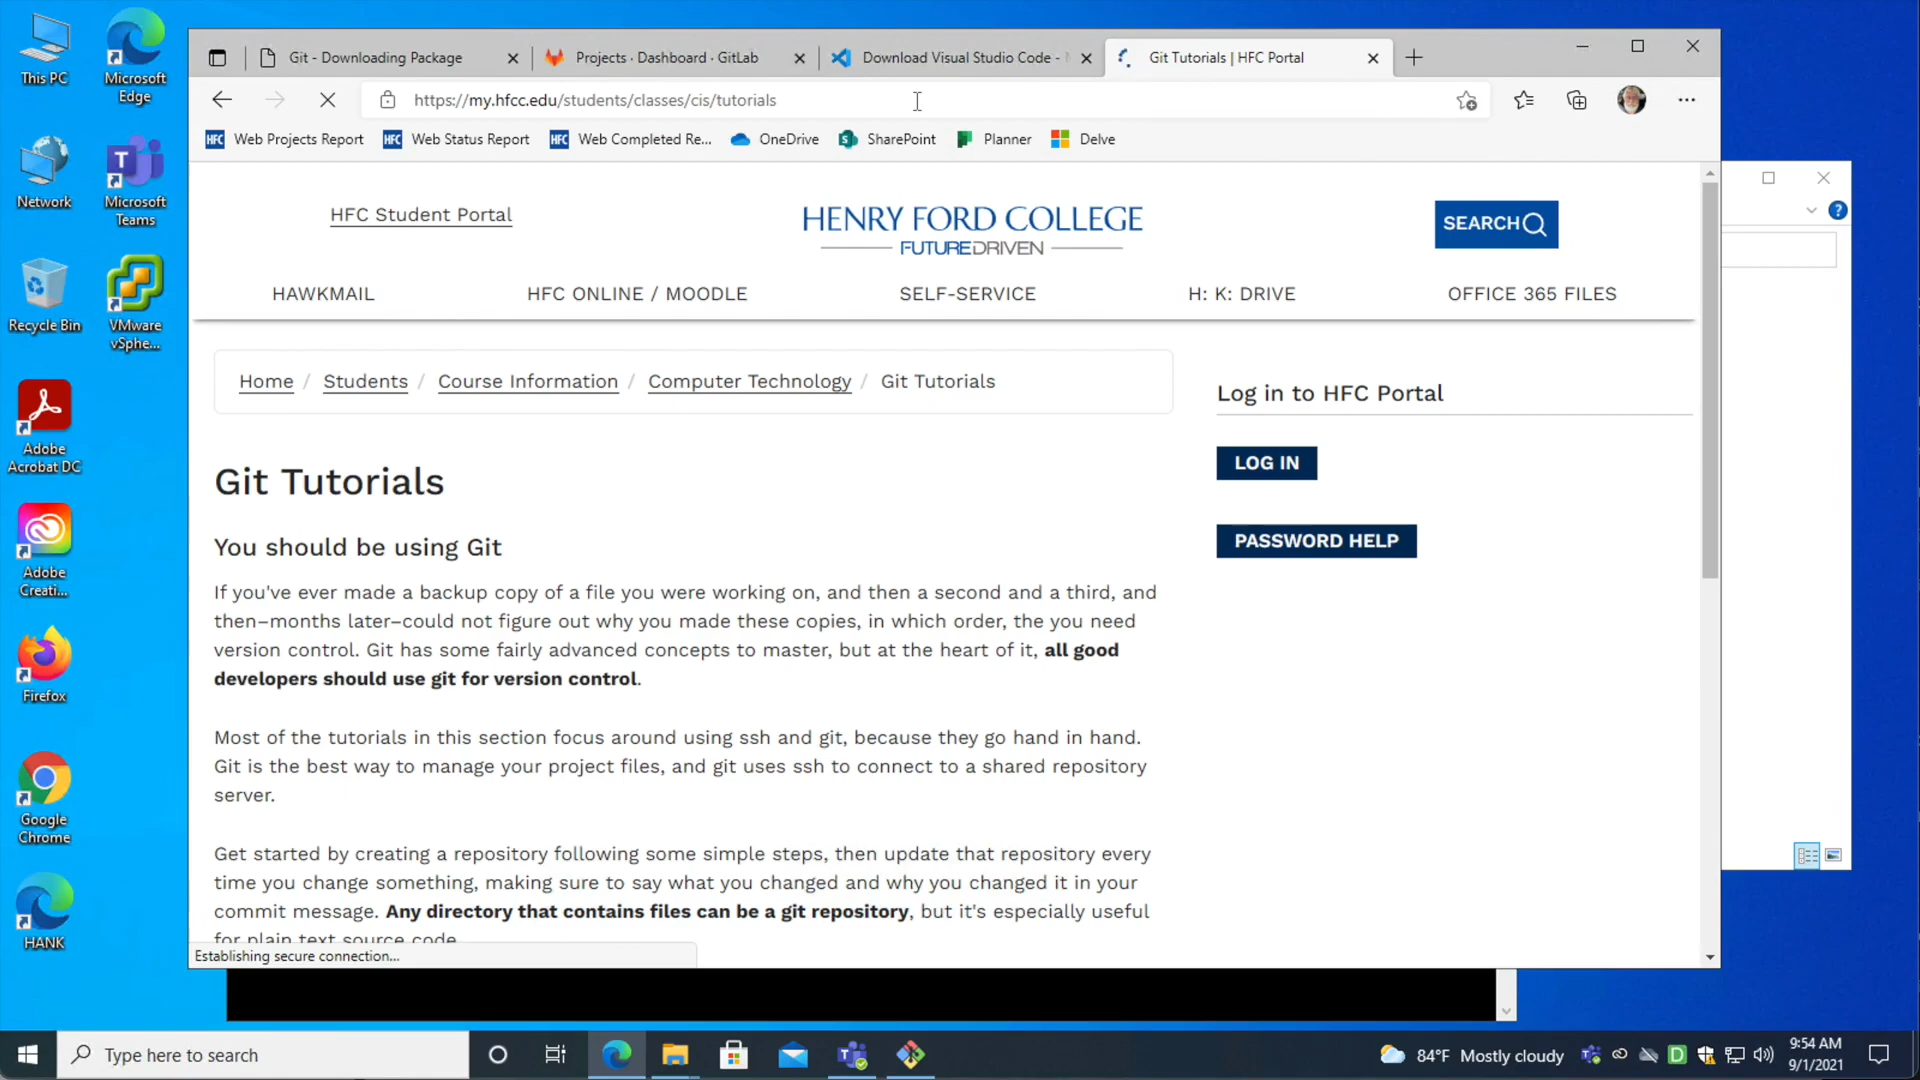 This PC
Microsoft
Edge
Network
Microsoft
Teams
Recycle Bin
VMware
vSphe...
Adobe
Acrobat DC
Adobe
Creati...
Firefox
Google
Chrome
HANK
Git - Downloading Package
Projects · Dashboard · GitLab
Download Visual Studio Code -
Git Tutorials | HFC Portal
https://my.hfcc.edu/students/classes/cis/tutorials
HFC Web Projects Report
HFC Web Status Report
HFC Web Completed Re...
OneDrive
SharePoint
Planner
Delve
HFC Student Portal
HENRY FORD COLLEGE
FUTURE DRIVEN
SEARCH
HAWKMAIL
HFC ONLINE / MOODLE
SELF-SERVICE
H: K: DRIVE
OFFICE 365 FILES
Home / Students / Course Information / Computer Technology / Git Tutorials
Git Tutorials
You should be using Git
If you've ever made a backup copy of a file you were working on, and then a second and a third, and
then–months later–could not figure out why you made these copies, in which order, the you need
version control. Git has some fairly advanced concepts to master, but at the heart of it, all good
developers should use git for version control.
Most of the tutorials in this section focus around using ssh and git, because they go hand in hand.
Git is the best way to manage your project files, and git uses ssh to connect to a shared repository
server.
Get started by creating a repository following some simple steps, then update that repository every
time you change something, making sure to say what you changed and why you changed it in your
commit message. Any directory that contains files can be a git repository, but it's especially useful
for plain text source code.
Log in to HFC Portal
LOG IN
PASSWORD HELP
Establishing secure connection...
Type here to search
84°F Mostly cloudy
9:54 AM
9/1/2021